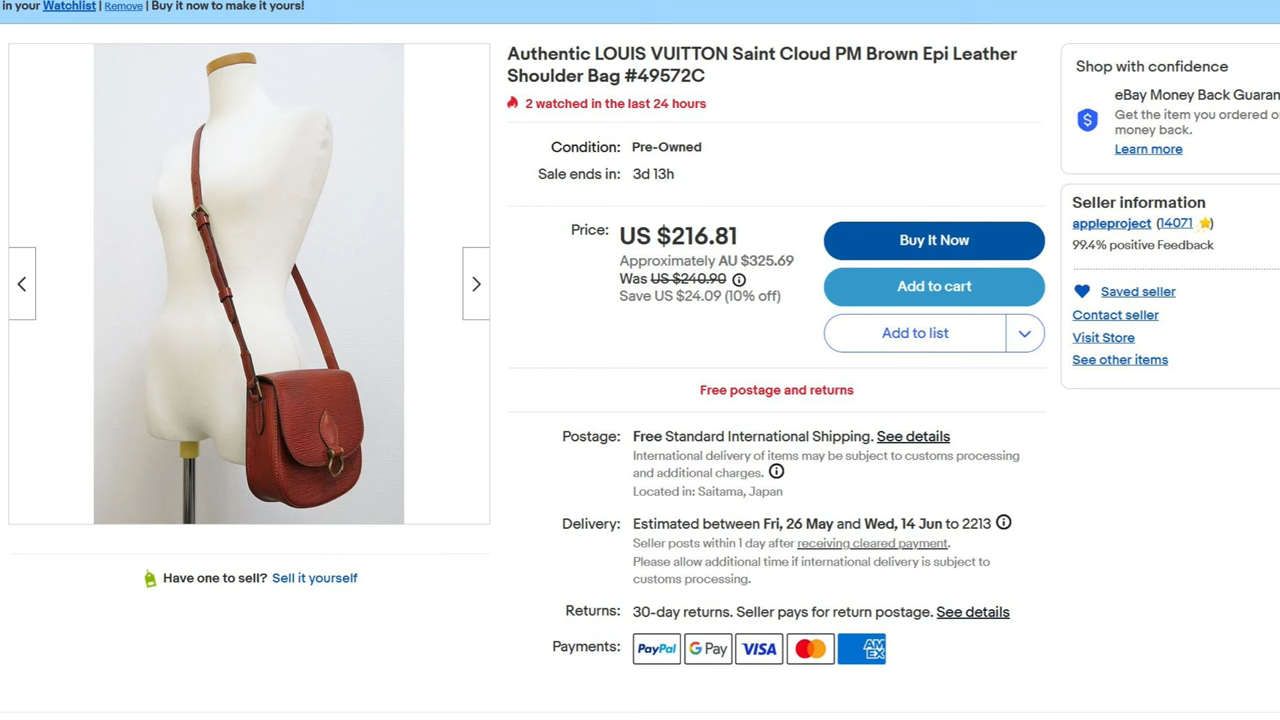 in your Watchlist | Remove | Buy it now to make it yours!
Authentic LOUIS VUITTON Saint Cloud PM Brown Epi Leather
Shoulder Bag #49572C
2 watched in the last 24 hours
Condition: Pre-Owned
Sale ends in: 3d 13h
Price: US $216.81
Approximately AU $325.69
Was US $240.90
Save US $24.09 (10% off)
Buy It Now
Add to cart
Add to list
Free postage and returns
Postage: Free Standard International Shipping. See details
International delivery of items may be subject to customs processing
and additional charges.
Located in: Saitama, Japan
Delivery: Estimated between Fri, 26 May and Wed, 14 Jun to 2213
Seller posts within 1 day after receiving cleared payment.
Please allow additional time if international delivery is subject to
customs processing.
Returns: 30-day returns. Seller pays for return postage. See details
Payments: PayPal G Pay VISA AM EX
Have one to sell? Sell it yourself
Shop with confidence
eBay Money Back Guaran
Get the item you ordered o
money back.
Learn more
Seller information
appleproject (14071)
99.4% positive Feedback
Saved seller
Contact seller
Visit Store
See other items